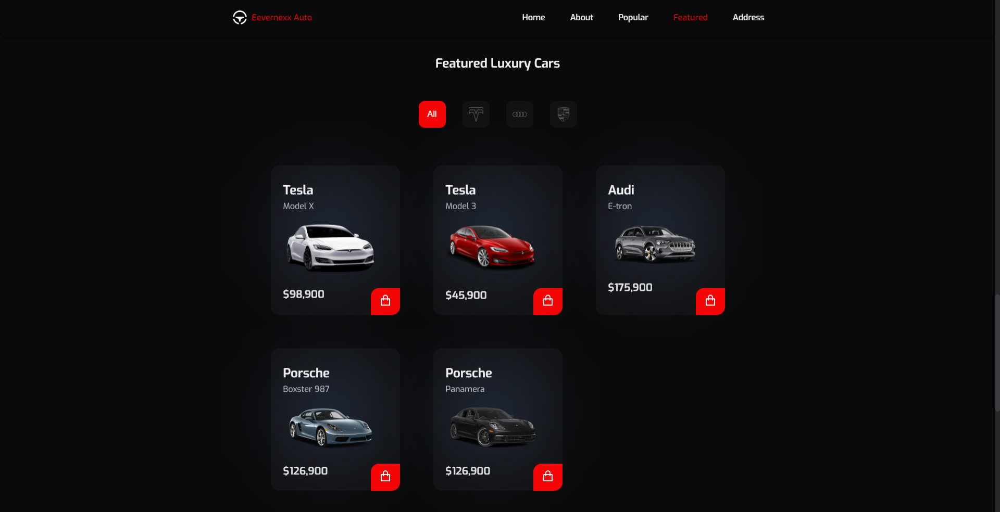 Eevernexx Auto
Home About Popular Featured Address
Featured Luxury Cars
All
Tesla
Model X
$98,900
Tesla
Model 3
$45,900
Audi
E-tron
$175,900
Porsche
Boxster 987
$126,900
Porsche
Panamera
$126,900